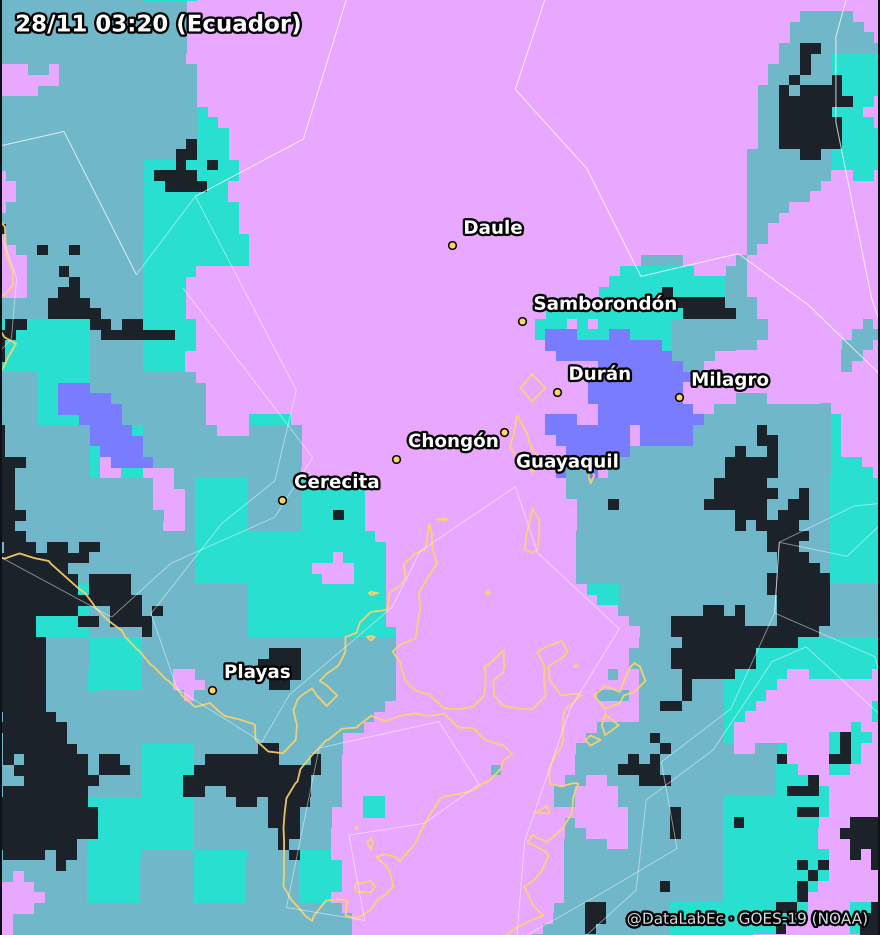 28/11 03:20 (Ecuador)
Daule
Samborondón
Durán
Milagro
Chongón
Guayaquil
Cerecita
Playas
@DataLabEc · GOES-19 (NOAA)